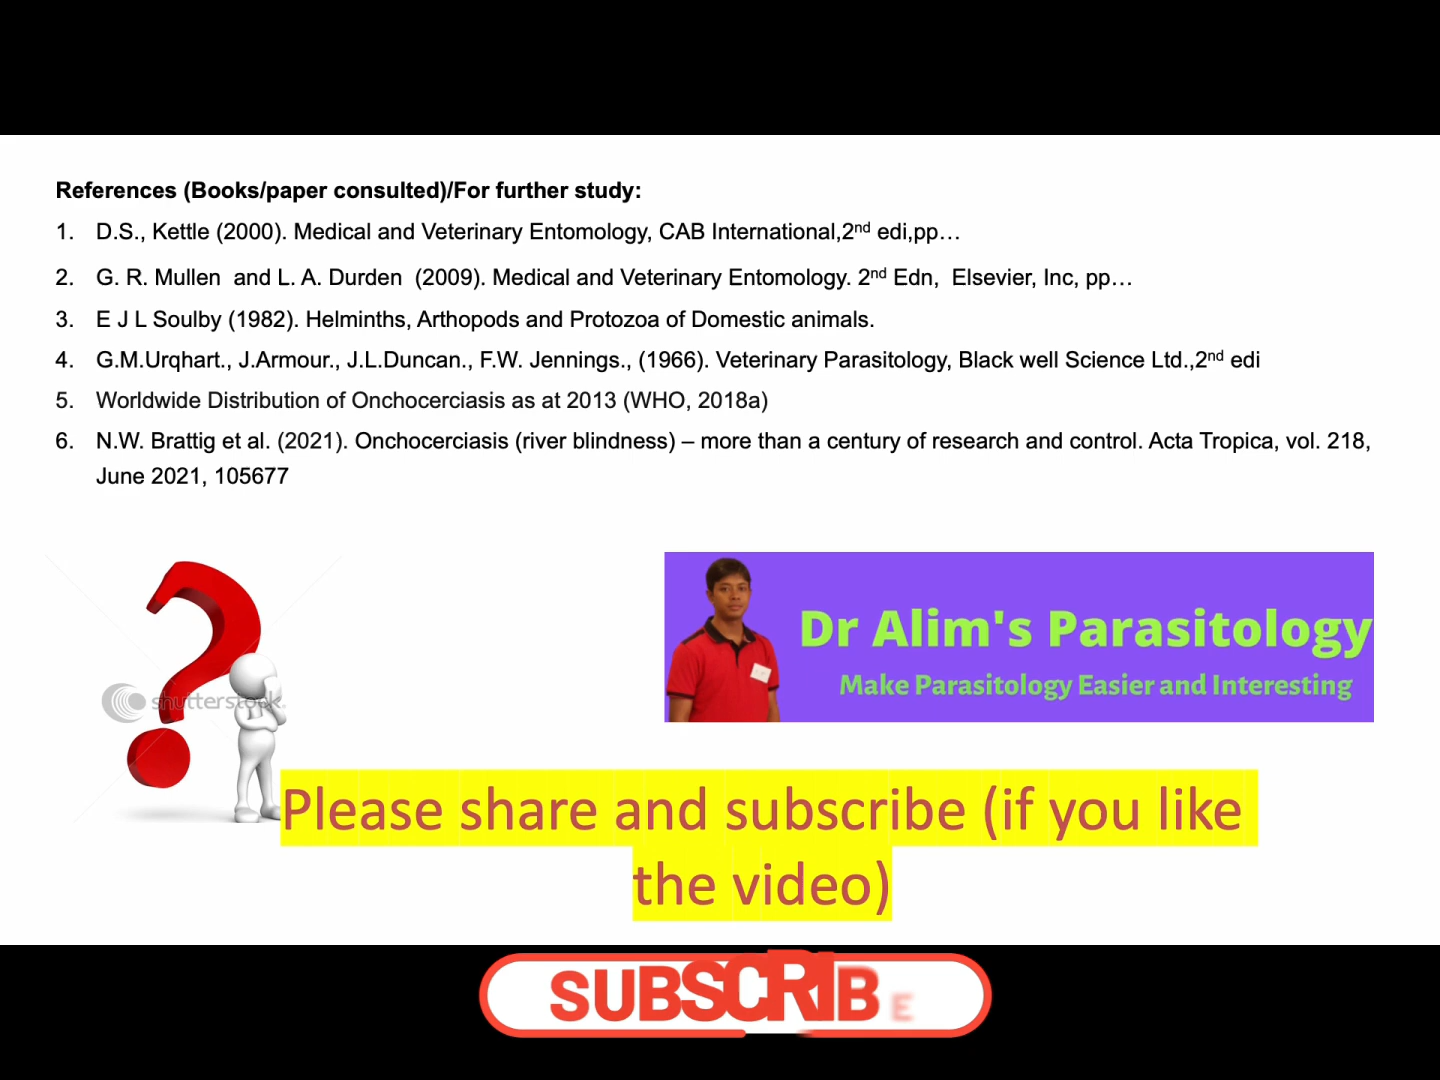 References (Books/paper consulted)/For further study:
1. D.S., Kettle (2000). Medical and Veterinary Entomology, CAB International,2nd edi,pp…
2. G. R. Mullen and L. A. Durden (2009). Medical and Veterinary Entomology. 2nd Edn, Elsevier, Inc, pp…
3. E J L Soulby (1982). Helminths, Arthopods and Protozoa of Domestic animals.
4. G.M.Urqhart., J.Armour., J.L.Duncan., F.W. Jennings., (1966). Veterinary Parasitology, Black well Science Ltd.,2nd edi
5. Worldwide Distribution of Onchocerciasis as at 2013 (WHO, 2018a)
6. N.W. Brattig et al. (2021). Onchocerciasis (river blindness) – more than a century of research and control. Acta Tropica, vol. 218,
June 2021, 105677
shutterstock
Dr Alim's Parasitology
Make Parasitology Easier and Interesting
Please share and subscribe (if you like
the video)
SUBSCRIBE